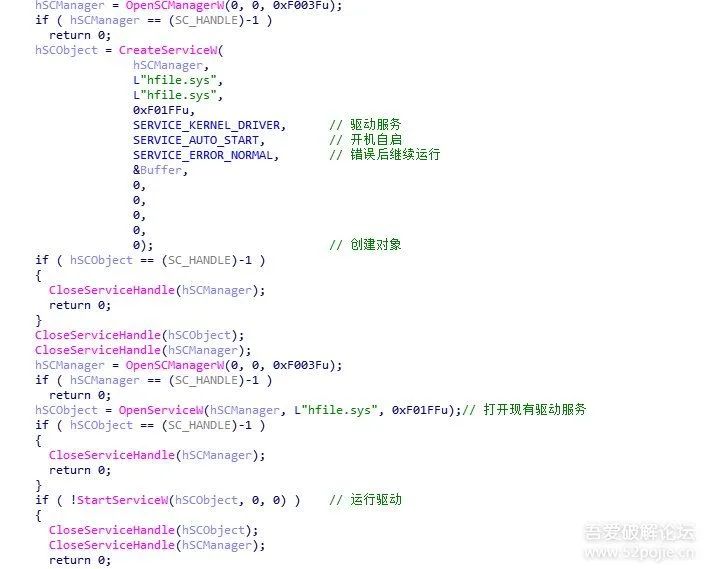 hSCManager = OpenSCManagerW(0, 0, 0xF003Fu);
if ( hSCManager == (SC_HANDLE)-1 )
return 0;
hSCObject = CreateServiceW(
hSCManager,
L"hfile.sys",
L"hfile.sys",
0xF01FFu,
SERVICE_KERNEL_DRIVER, // 驱动服务
SERVICE_AUTO_START, // 开机自启
SERVICE_ERROR_NORMAL, // 错误后继续运行
&Buffer,
0,
0,
0,
0,
0); // 创建对象
if ( hSCObject == (SC_HANDLE)-1 )
{
CloseServiceHandle(hSCManager);
return 0;
}
CloseServiceHandle(hSCObject);
CloseServiceHandle(hSCManager);
hSCManager = OpenSCManagerW(0, 0, 0xF003Fu);
if ( hSCManager == (SC_HANDLE)-1 )
return 0;
hSCObject = OpenServiceW(hSCManager, L"hfile.sys", 0xF01FFu);// 打开现有驱动服务
if ( hSCObject == (SC_HANDLE)-1 )
{
CloseServiceHandle(hSCManager);
return 0;
}
if ( !StartServiceW(hSCObject, 0, 0) ) // 运行驱动
{
CloseServiceHandle(hSCObject);
CloseServiceHandle(hSCManager);
return 0;
吾爱破解论坛
www.52pojie.cn